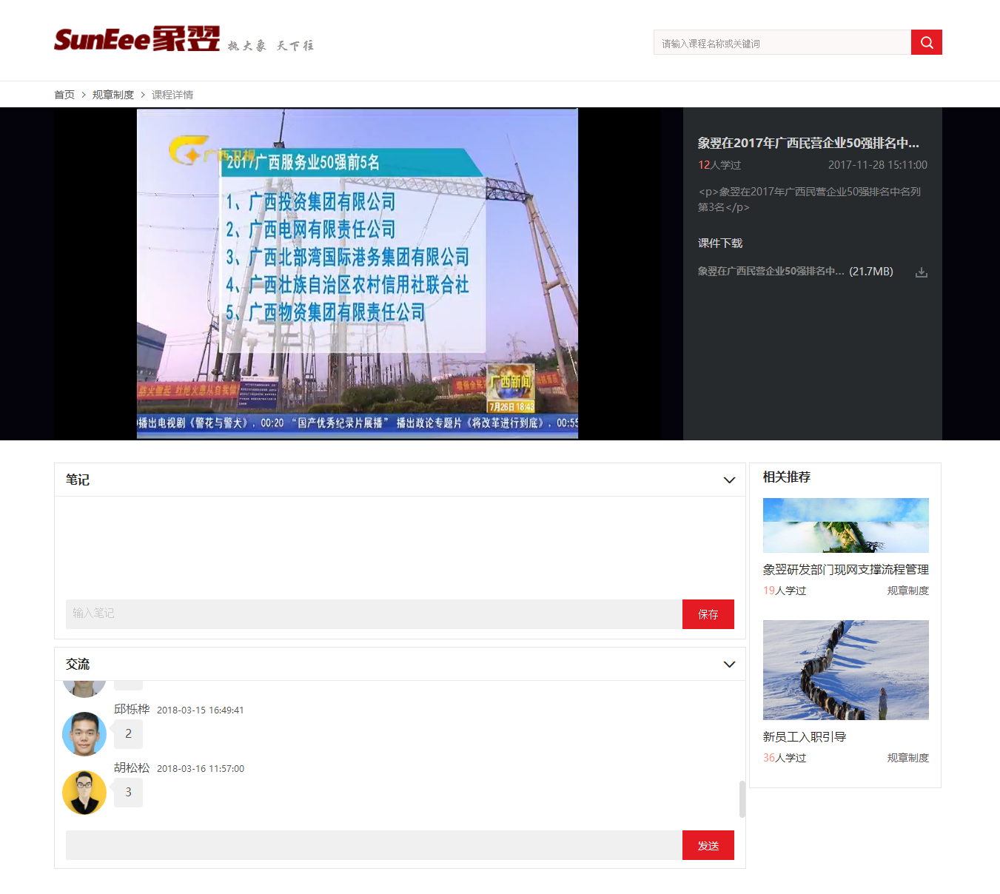 SunEee象翌 执大象 天下往
请输入课程名称或关键词
首页 > 规章制度 > 课程详情
广西卫视
2017广西服务业50强前5名
1、广西投资集团有限公司
2、广西电网有限责任公司
3、广西北部湾国际港务集团有限公司
4、广西壮族自治区农村信用社联合社
5、广西物资集团有限责任公司
广西新闻
7月26日 18:43
播出电视剧《警花与警犬》，00:20 “国产优秀纪录片展播” 播出政论专题片《将改革进行到底》，00:55
象翌在2017年广西民营企业50强排名中...
12人学过 2017-11-28 15:11:00
<p>象翌在2017年广西民营企业50强排名中名列
第3名</p>
课件下载
象翌在广西民营企业50强排名中... (21.7MB)
笔记
输入笔记
保存
交流
邱栎桦 2018-03-15 16:49:41
2
胡松松 2018-03-16 11:57:00
3
发送
相关推荐
象翌研发部门现网支撑流程管理
19人学过 规章制度
新员工入职引导
36人学过 规章制度